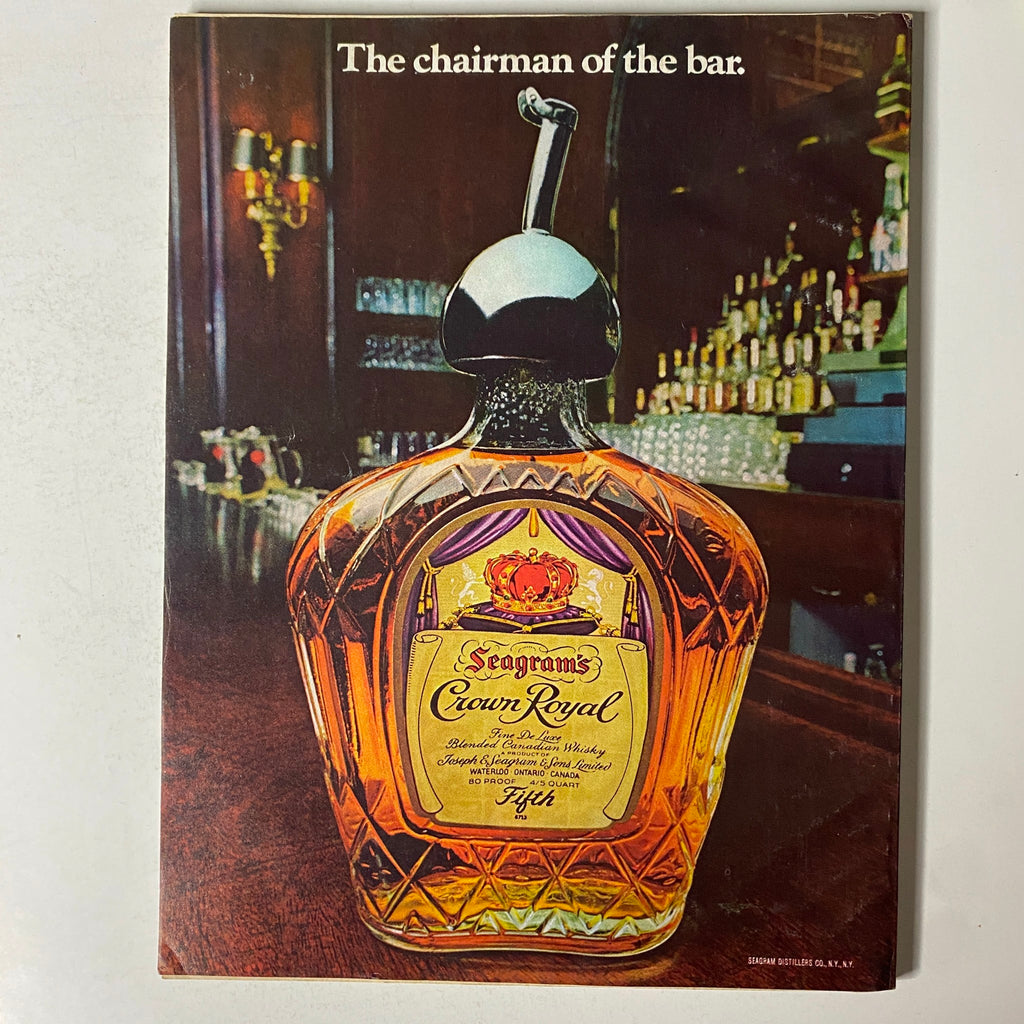 The chairman of the bar.
Seagram's
Crown Royal
Fine De Luxe
Blended Canadian Whisky
A PRODUCT OF
Joseph E. Seagram & Sons Limited
WATERLOO · ONTARIO · CANADA
80 PROOF 4/5 QUART
Fifth
6713
SEAGRAM DISTILLERS CO., N.Y., N.Y.